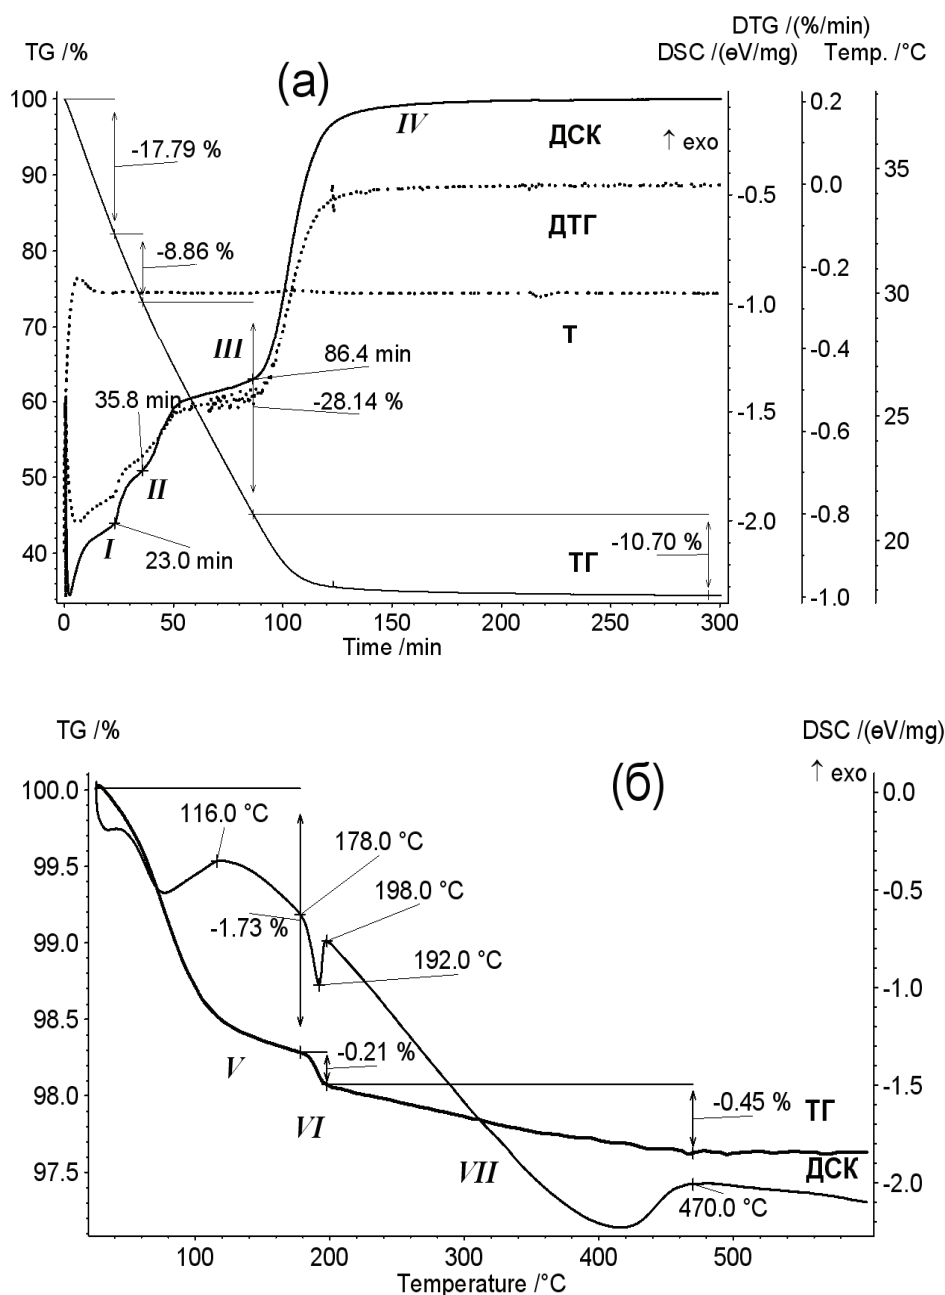 DTG /(%/min)
TG /%
DSC /(өV/mg)
Temp. /°C
(а)
100
0.2
IV
ДСК
↑ exo
-17.79 %
35
90
-0.5
0.0
ДТГ
-8.86 %
80
-0.2
30
-1.0
70
III
T
86.4 min
-0.4
60
35.8 min
-28.14 %
-1.5
25
-0.6
50
II
-2.0
-0.8
I
23.0 min
ТГ
-10.70 %
20
40
-1.0
0
50
100
150
200
250
300
Time /min
TG /%
DSC /(өV/mg)
(б)
↑ exo
100.0
0.0
116.0 °C
178.0 °C
99.5
198.0 °C
-0.5
-1.73 %
99.0
192.0 °C
-1.0
98.5
V
-0.21 %
-1.5
98.0
VI
-0.45 %
ТГ
VII
97.5
ДСК
-2.0
470.0 °C
100
200
300
400
500
Temperature /°C